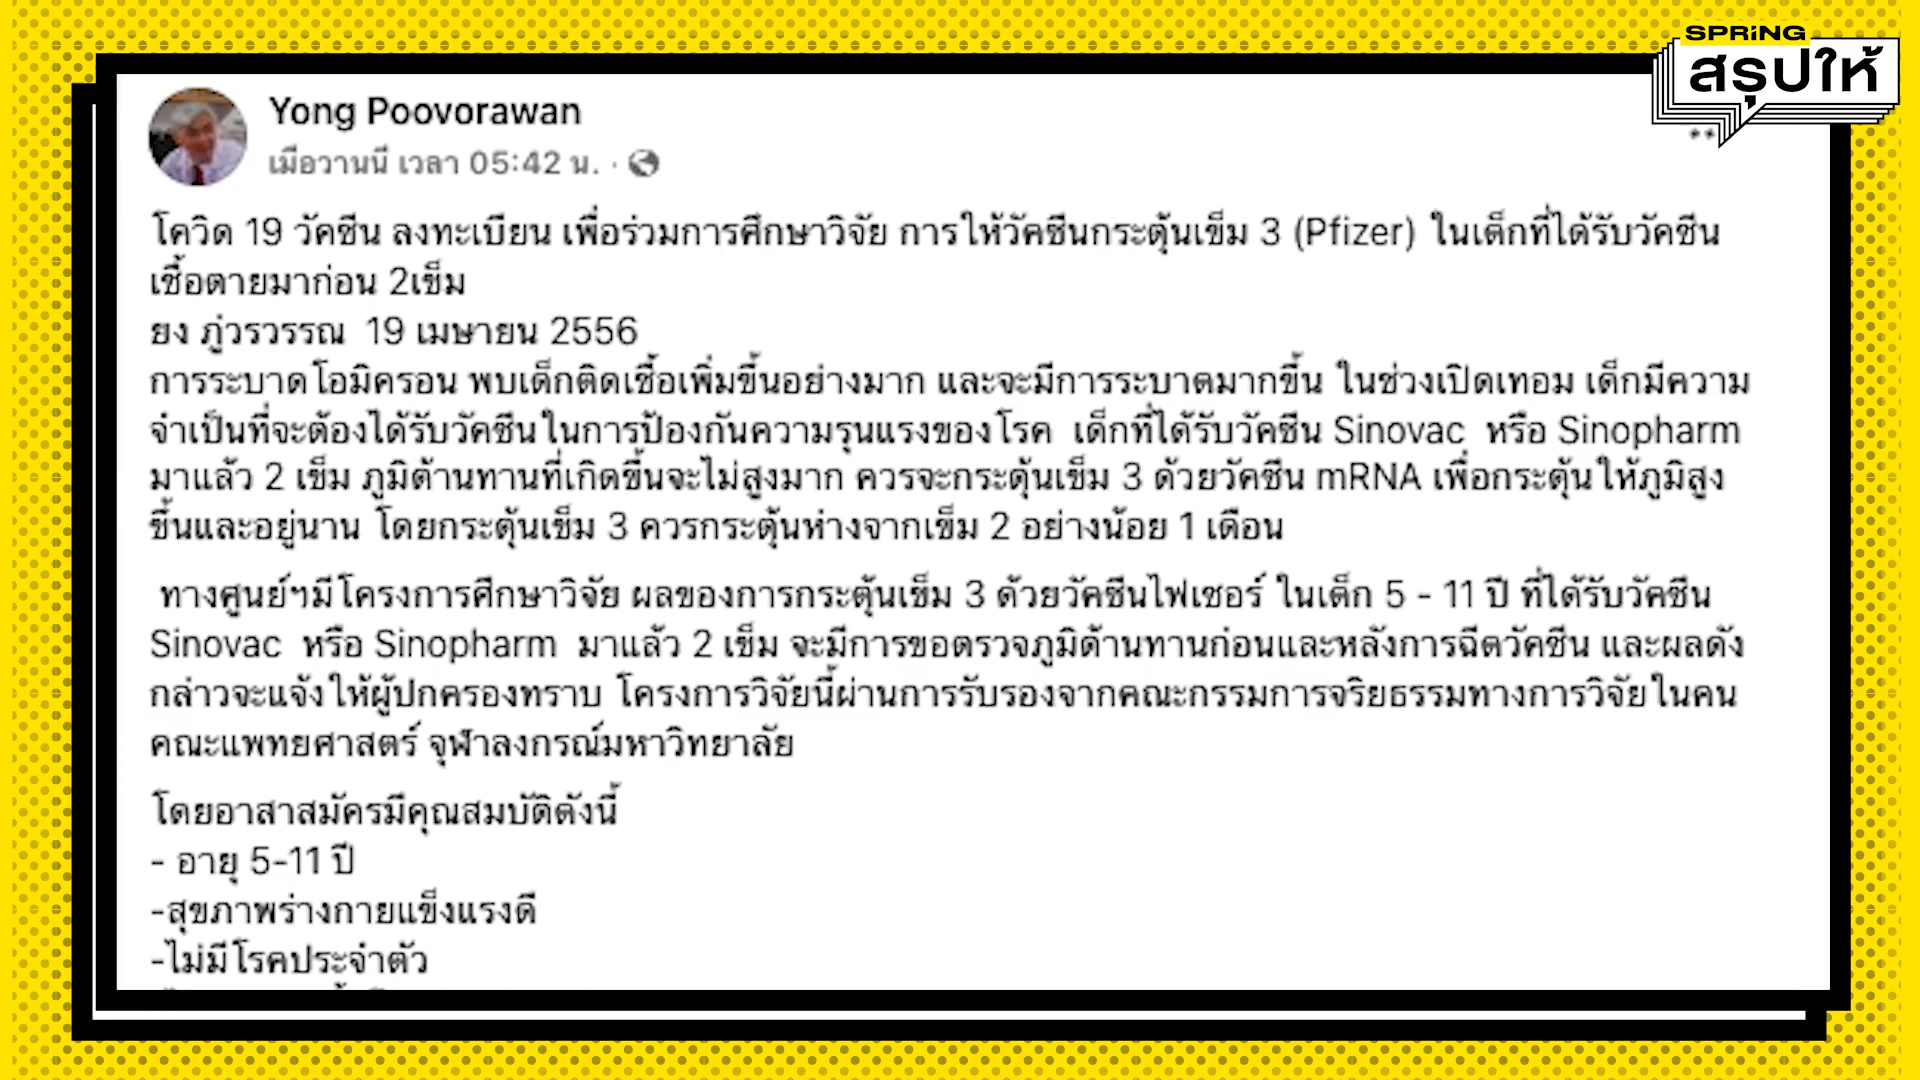 SPRiNG
สรุปให้
Yong Poovorawan
เมื่อวานนี้ เวลา 05:42 น. ·
โควิด 19 วัคซีน ลงทะเบียน เพื่อร่วมการศึกษาวิจัย การให้วัคซีนกระตุ้นเข็ม 3 (Pfizer) ในเด็กที่ได้รับวัคซีน
เชื้อตายมาก่อน 2เข็ม
ยง ภู่วรวรรณ 19 เมษายน 2556
การระบาดโอมิครอน พบเด็กติดเชื้อเพิ่มขึ้นอย่างมาก และจะมีการระบาดมากขึ้น ในช่วงเปิดเทอม เด็กมีความ
จำเป็นที่จะต้องได้รับวัคซีนในการป้องกันความรุนแรงของโรค เด็กที่ได้รับวัคซีน Sinovac หรือ Sinopharm
มาแล้ว 2 เข็ม ภูมิต้านทานที่เกิดขึ้นจะไม่สูงมาก ควรจะกระตุ้นเข็ม 3 ด้วยวัคซีน mRNA เพื่อกระตุ้นให้ภูมิสูง
ขึ้นและอยู่นาน โดยกระตุ้นเข็ม 3 ควรกระตุ้นห่างจากเข็ม 2 อย่างน้อย 1 เดือน
ทางศูนย์ฯมีโครงการศึกษาวิจัย ผลของการกระตุ้นเข็ม 3 ด้วยวัคซีนไฟเซอร์ ในเด็ก 5 - 11 ปี ที่ได้รับวัคซีน
Sinovac หรือ Sinopharm มาแล้ว 2 เข็ม จะมีการขอตรวจภูมิต้านทานก่อนและหลังการฉีดวัคซีน และผลดัง
กล่าวจะแจ้งให้ผู้ปกครองทราบ โครงการวิจัยนี้ผ่านการรับรองจากคณะกรรมการจริยธรรมทางการวิจัยในคน
คณะแพทยศาสตร์ จุฬาลงกรณ์มหาวิทยาลัย
โดยอาสาสมัครมีคุณสมบัติดังนี้
- อายุ 5-11 ปี
-สุขภาพร่างกายแข็งแรงดี
-ไม่มีโรคประจำตัว